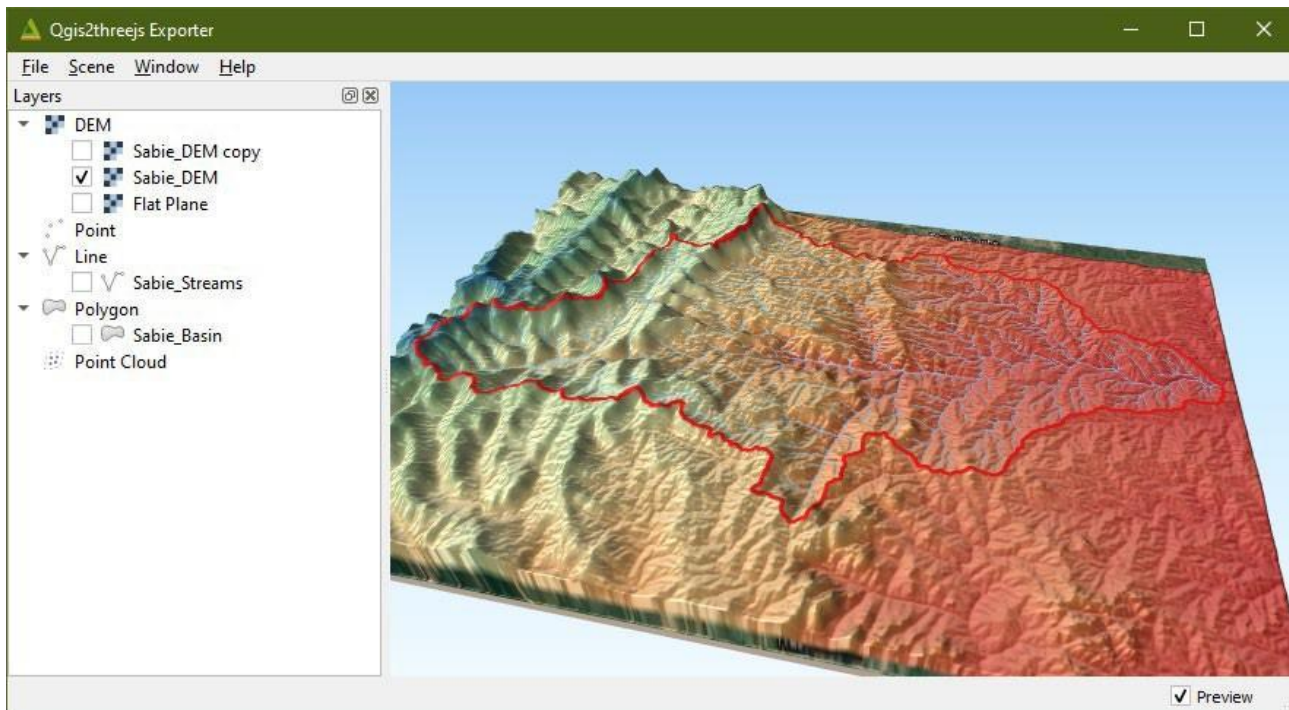 Qgis2threejs Exporter
File Scene Window Help
Layers
DEM
Sabie_DEM copy
Sabie_DEM
Flat Plane
Point
Line
Sabie_Streams
Polygon
Sabie_Basin
Point Cloud
Preview